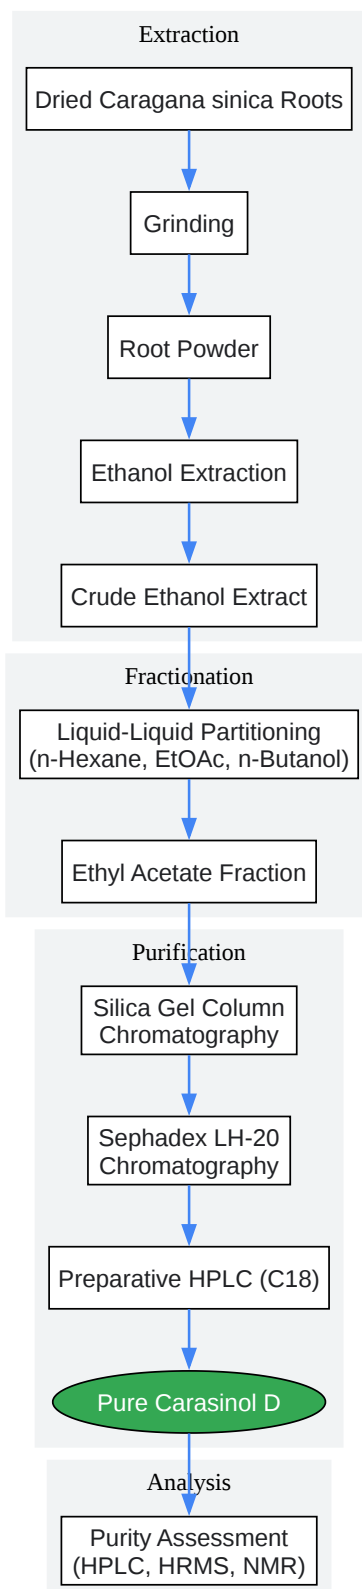 Extraction
Dried Caragana sinica Roots
Grinding
Root Powder
Ethanol Extraction
Crude Ethanol Extract
Fractionation
Liquid-Liquid Partitioning
(n-Hexane, EtOAc, n-Butanol)
Ethyl Acetate Fraction
Purification
Silica Gel Column
Chromatography
Sephadex LH-20
Chromatography
Preparative HPLC (C18)
Pure Carasinol D
Analysis
Purity Assessment
(HPLC, HRMS, NMR)